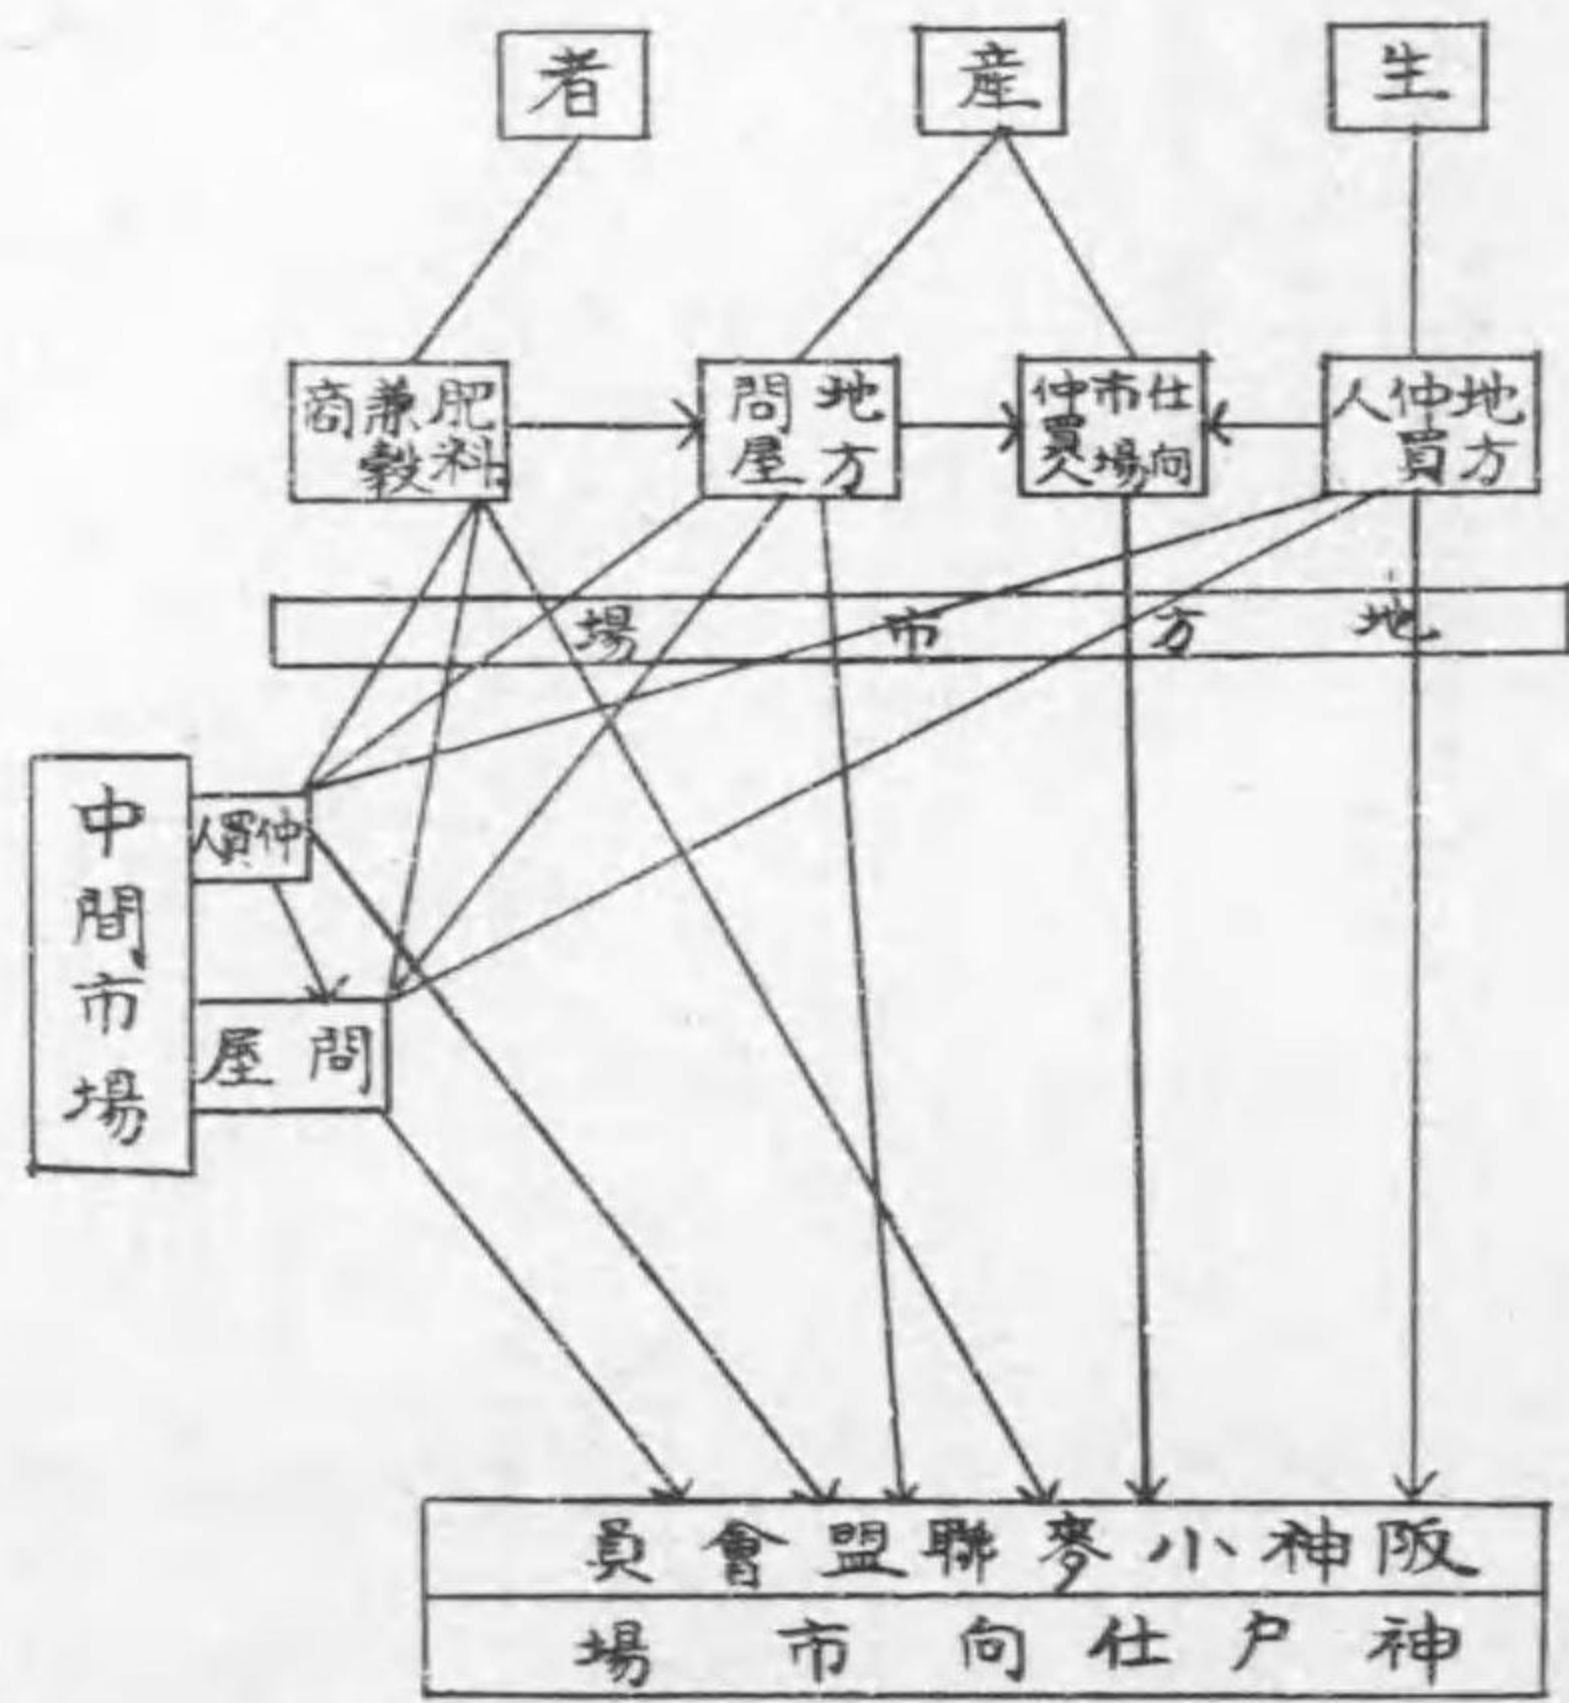 生産者
地方仲買人
仕向市場仲買人
地方問屋
肥料兼穀商
地方市場
中間市場
仲買人
問屋
阪神小麥聯盟會員
神戸仕向市場